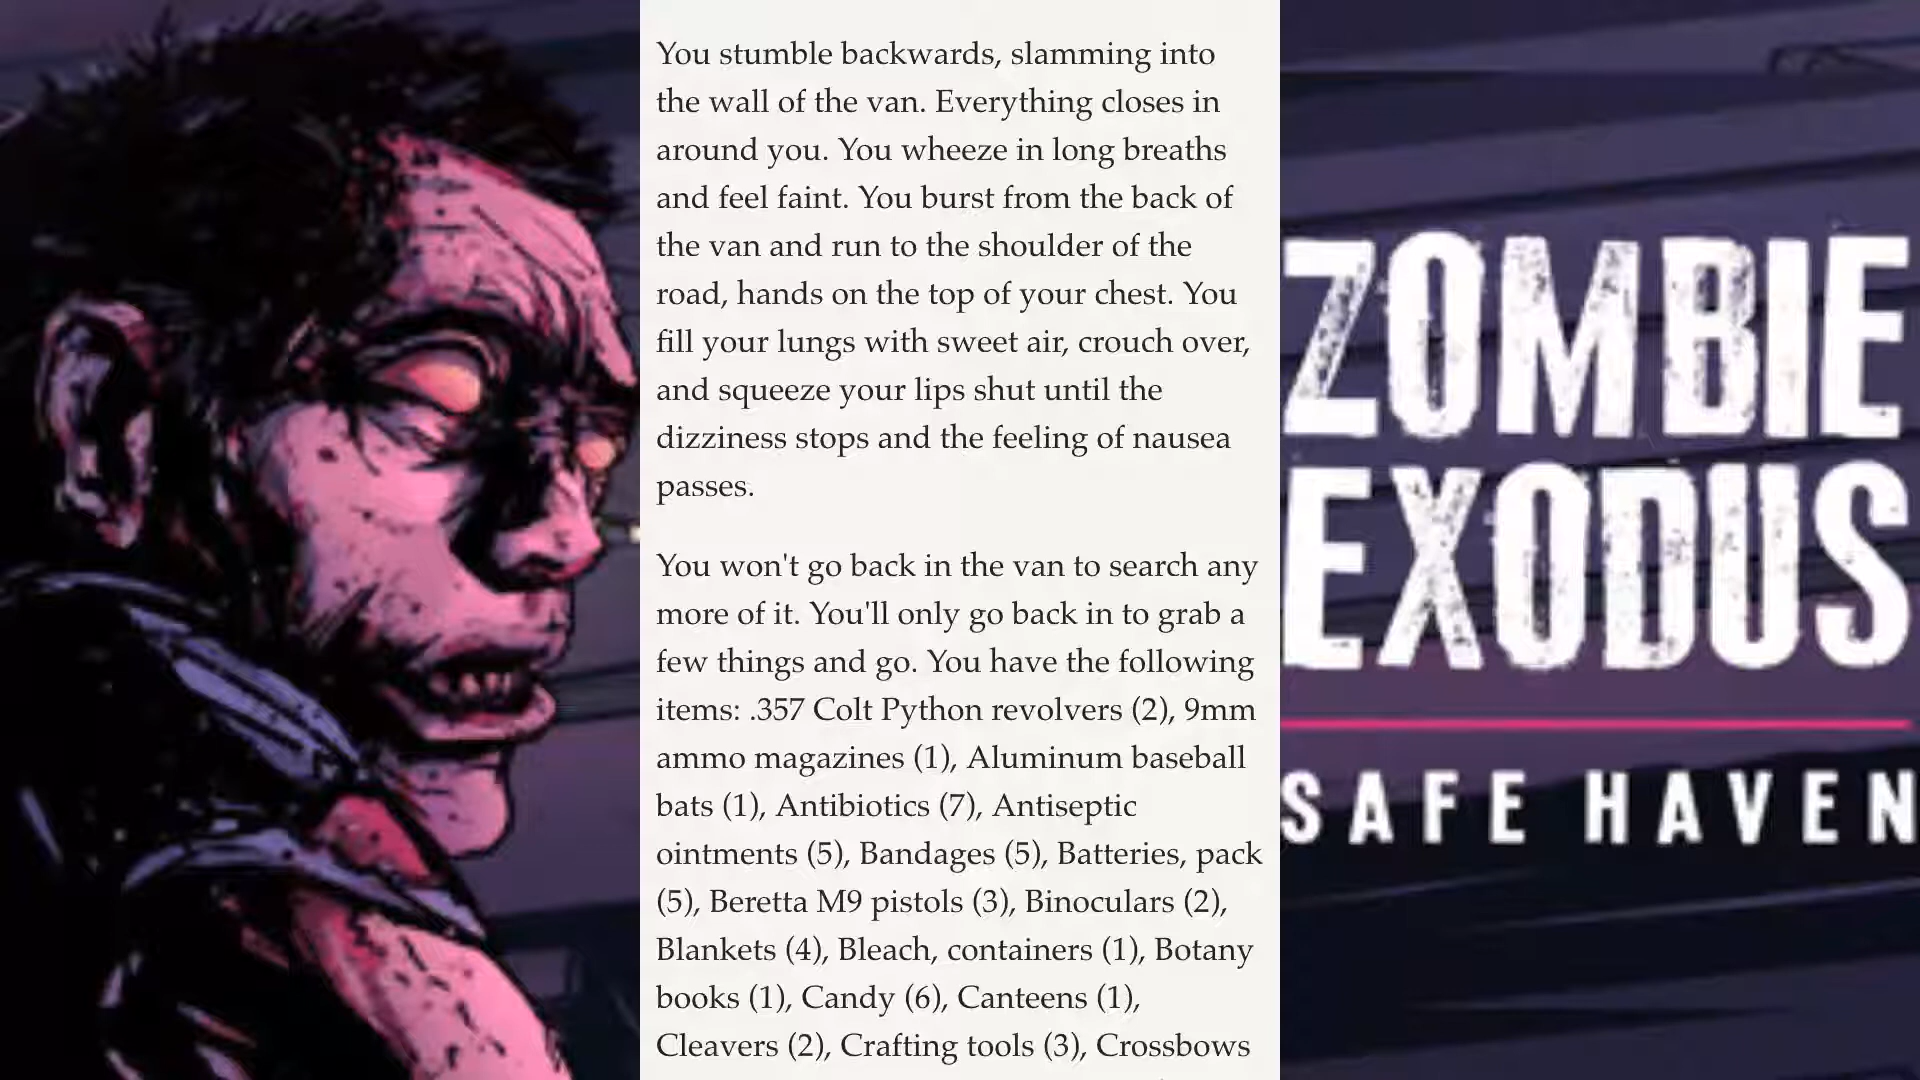 You stumble backwards, slamming into
the wall of the van. Everything closes in
around you. You wheeze in long breaths
and feel faint. You burst from the back of
the van and run to the shoulder of the
road, hands on the top of your chest. You
fill your lungs with sweet air, crouch over,
and squeeze your lips shut until the
dizziness stops and the feeling of nausea
passes.
You won't go back in the van to search any
more of it. You'll only go back in to grab a
few things and go. You have the following
items: .357 Colt Python revolvers (2), 9mm
ammo magazines (1), Aluminum baseball
bats (1), Antibiotics (7), Antiseptic
ointments (5), Bandages (5), Batteries, pack
(5), Beretta M9 pistols (3), Binoculars (2),
Blankets (4), Bleach, containers (1), Botany
books (1), Candy (6), Canteens (1),
Cleavers (2), Crafting tools (3), Crossbows
ZOMBIE
EXODUS
SAFE HAVEN